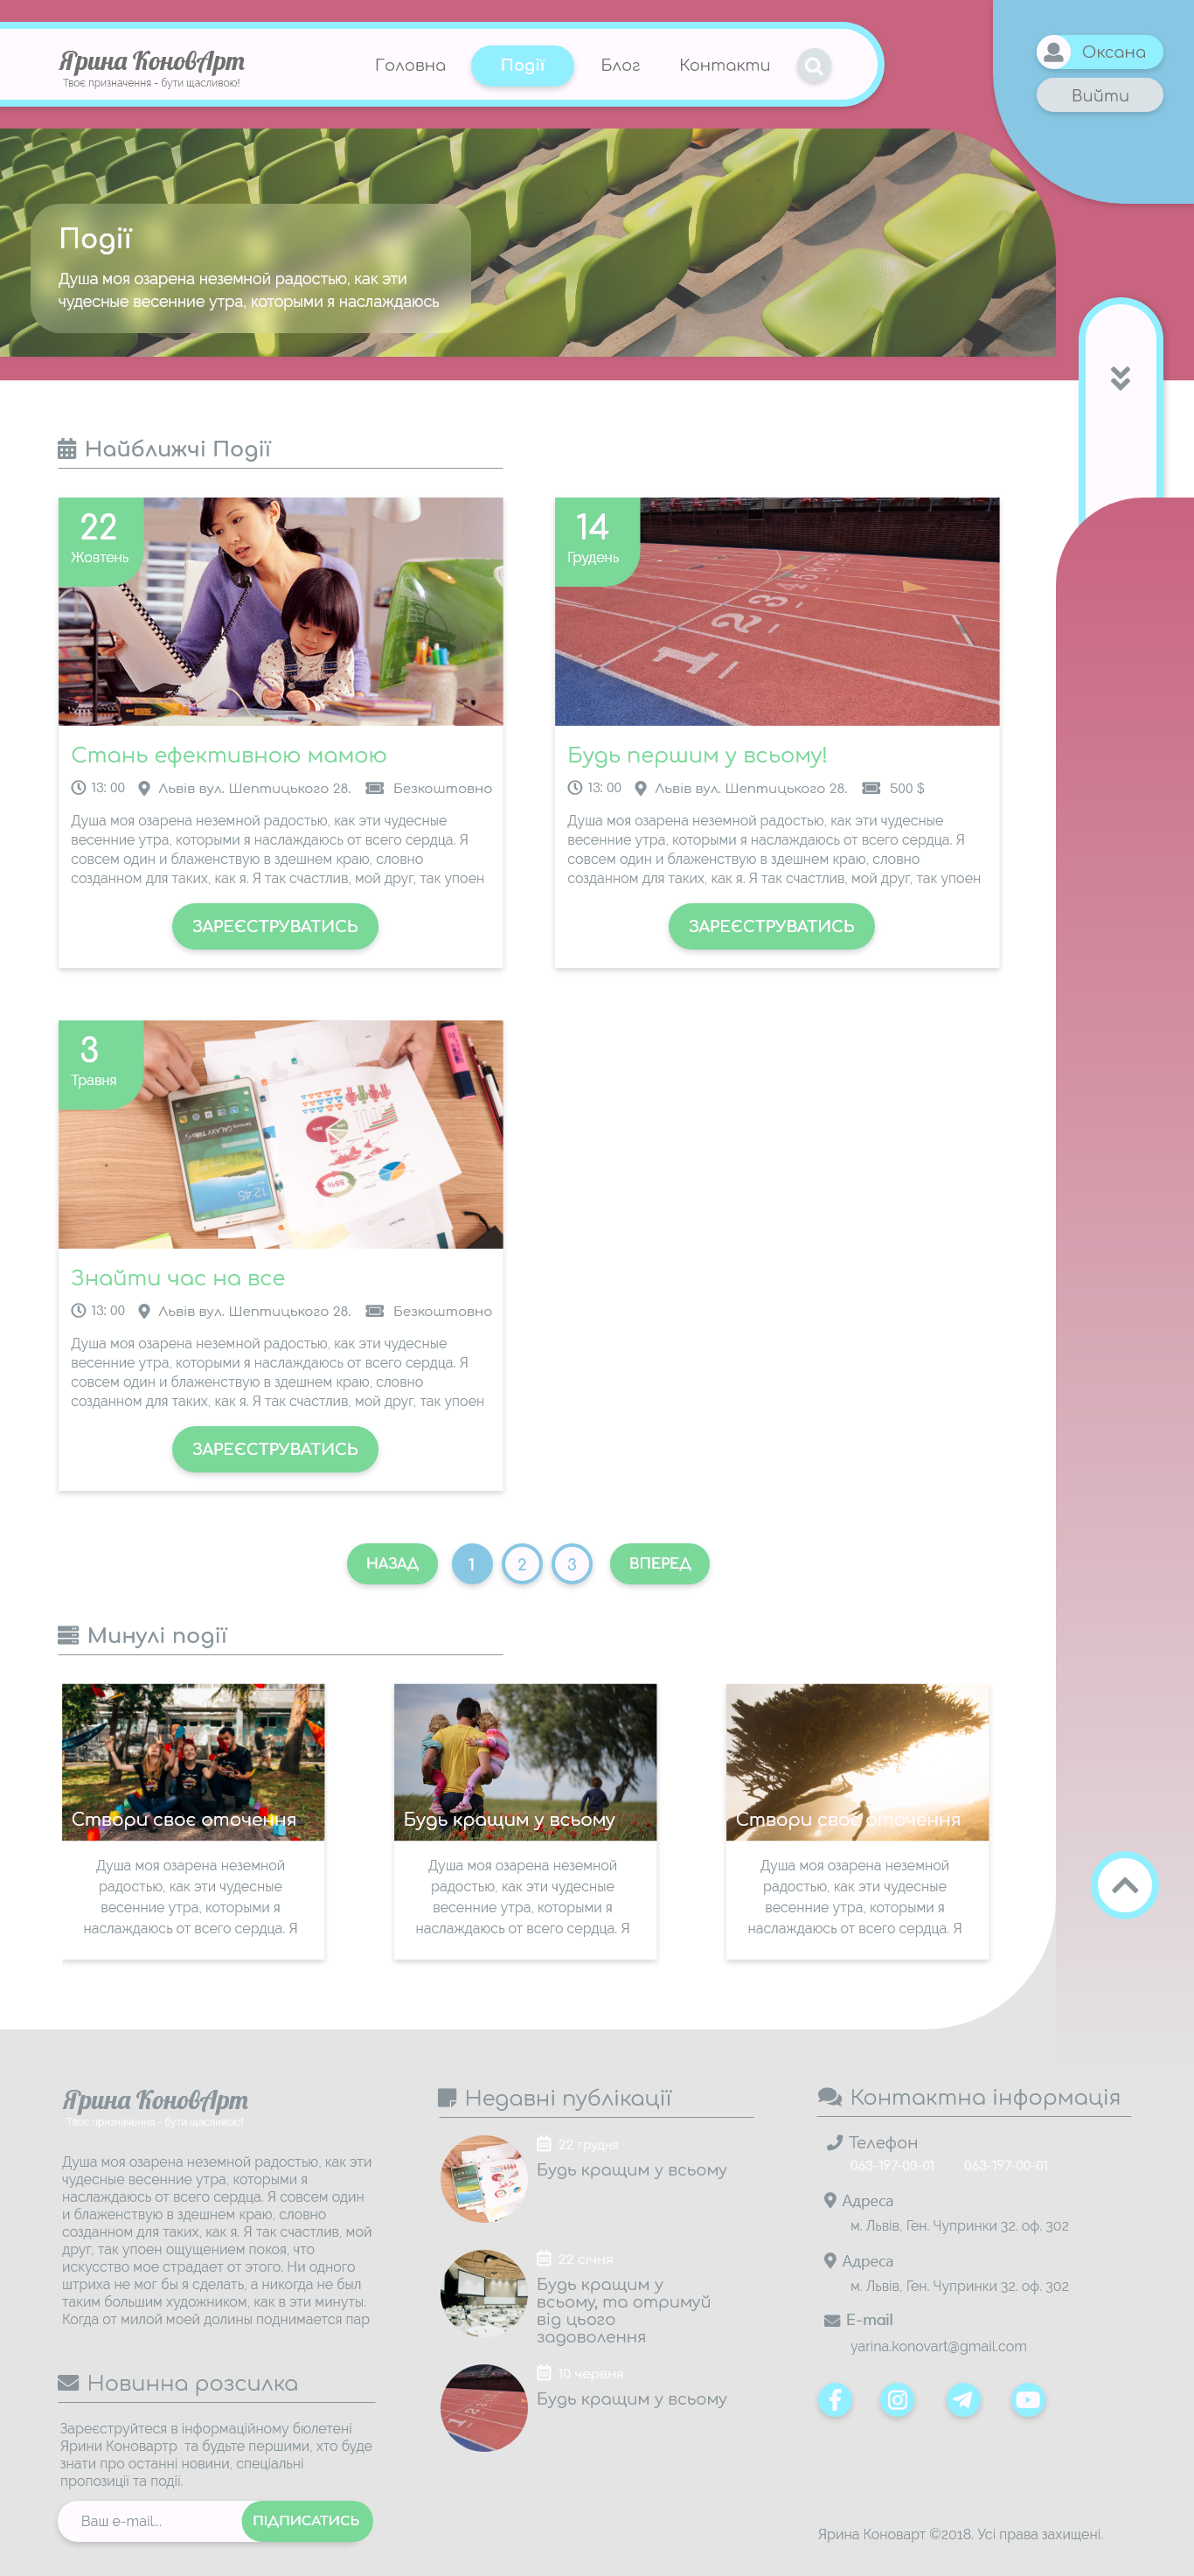 Ярина КоновАрт
Твоє призначення - бути щасливою!
Головна
Події
Блог
Контакти
Оксана
Вийти
Події
Душа моя озарена неземной радостью, как эти
чудесные весенние утра, которыми я наслаждаюсь
Найближчі Події
22
Жовтень
Стань ефективною мамою
13: 00 Львів вул. Шептицького 28. Безкоштовно
Душа моя озарена неземной радостью, как эти чудесные
весенние утра, которыми я наслаждаюсь от всего сердца. Я
совсем один и блаженствую в здешнем краю, словно
созданном для таких, как я. Я так счастлив, мой друг, так упоен
ЗАРЕЄСТРУВАТИСЬ
14
Грудень
1 2 3 4 5
Будь першим у всьому!
13: 00 Львів вул. Шептицького 28. 500 $
Душа моя озарена неземной радостью, как эти чудесные
весенние утра, которыми я наслаждаюсь от всего сердца. Я
совсем один и блаженствую в здешнем краю, словно
созданном для таких, как я. Я так счастлив, мой друг, так упоен
ЗАРЕЄСТРУВАТИСЬ
3
Травня
Знайти час на все
13: 00 Львів вул. Шептицького 28. Безкоштовно
Душа моя озарена неземной радостью, как эти чудесные
весенние утра, которыми я наслаждаюсь от всего сердца. Я
совсем один и блаженствую в здешнем краю, словно
созданном для таких, как я. Я так счастлив, мой друг, так упоен
ЗАРЕЄСТРУВАТИСЬ
НАЗАД 1 2 3 ВПЕРЕД
Минулі події
Створи своє оточення
Душа моя озарена неземной
радостью, как эти чудесные
весенние утра, которыми я
наслаждаюсь от всего сердца. Я
Будь кращим у всьому
Душа моя озарена неземной
радостью, как эти чудесные
весенние утра, которыми я
наслаждаюсь от всего сердца. Я
Створи своє оточення
Душа моя озарена неземной
радостью, как эти чудесные
весенние утра, которыми я
наслаждаюсь от всего сердца. Я
Ярина КоновАрт
Твоє призначення - бути щасливою!
Душа моя озарена неземной радостью, как эти
чудесные весенние утра, которыми я
наслаждаюсь от всего сердца. Я совсем один
и блаженствую в здешнем краю, словно
созданном для таких, как я. Я так счастлив, мой
друг, так упоен ощущением покоя, что
искусство мое страдает от этого. Ни одного
штриха не мог бы я сделать, а никогда не был
таким большим художником, как в эти минуты.
Когда от милой моей долины поднимается пар
Новинна розсилка
Зареєструйтеся в інформаційному бюлетені
Ярини Коновартр та будьте першими, хто буде
знати про останні новини, спеціальні
пропозиції та події.
Ваш e-mail...
ПІДПИСАТИСЬ
Недавні публікації
22 грудня
Будь кращим у всьому
22 січня
Будь кращим у
всьому, та отримуй
від цього
задоволення
10 червня
Будь кращим у всьому
Контактна інформація
Телефон
063-197-00-01 063-197-00-01
Адреса
м. Львів, Ген. Чупринки 32. оф. 302
Адреса
м. Львів, Ген. Чупринки 32. оф. 302
E-mail
yarina.konovart@gmail.com
Ярина Коноварт ©2018. Усі права захищені.